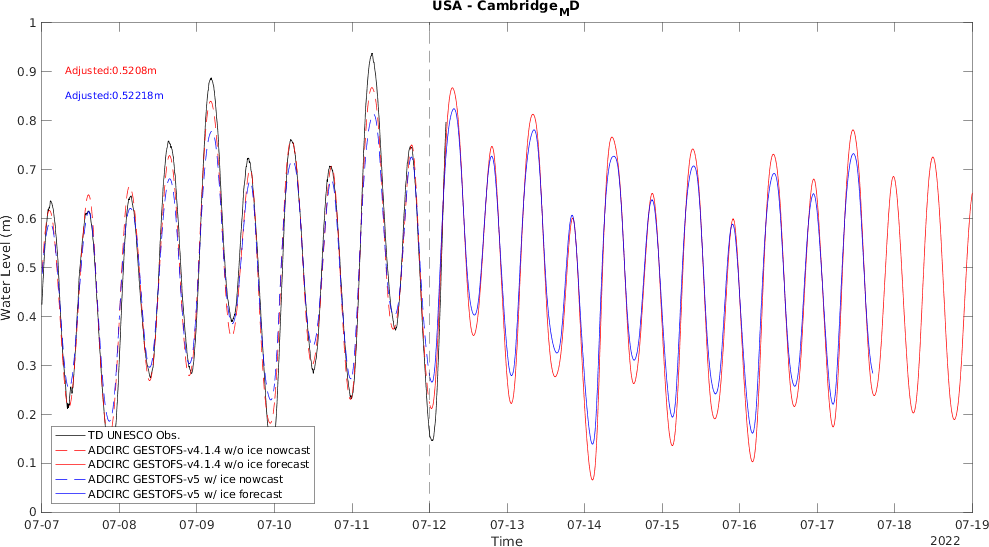 USA - Cambridge_MD
Adjusted:0.5208m
Adjusted:0.52218m
Water Level (m)
1
0.9
0.8
0.7
0.6
0.5
0.4
0.3
0.2
0.1
0
TD UNESCO Obs.
ADCIRC GESTOFS-v4.1.4 w/o ice nowcast
ADCIRC GESTOFS-v4.1.4 w/o ice forecast
ADCIRC GESTOFS-v5 w/ ice nowcast
ADCIRC GESTOFS-v5 w/ ice forecast
07-07 07-08 07-09 07-10 07-11 07-12 07-13 07-14 07-15 07-16 07-17 07-18 07-19
Time
2022